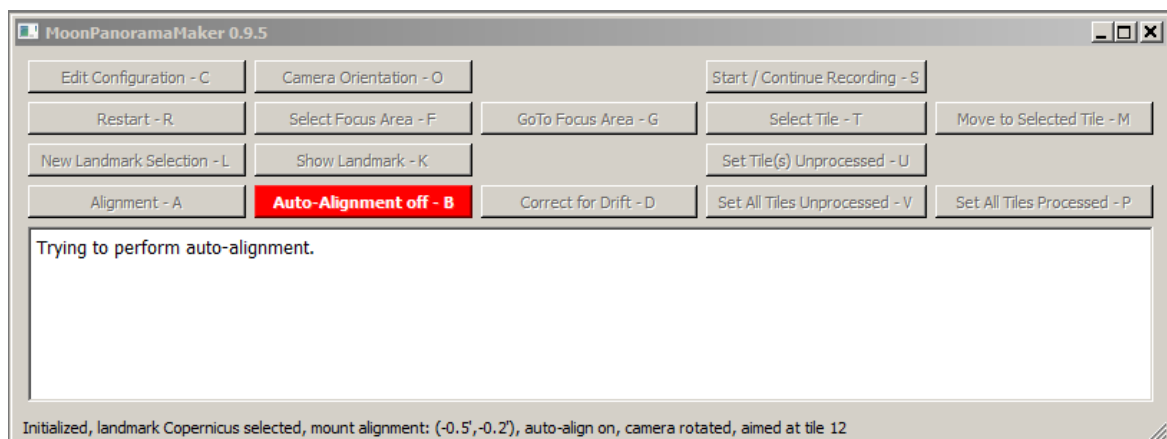 MoonPanoramaMaker 0.9.5
Edit Configuration - C Camera Orientation - O Start / Continue Recording - S
Restart - R Select Focus Area - F GoTo Focus Area - G Select Tile - T Move to Selected Tile - M
New Landmark Selection - L Show Landmark - K Set Tile(s) Unprocessed - U
Alignment - A Auto-Alignment off - B Correct for Drift - D Set All Tiles Unprocessed - V Set All Tiles Processed - P
Trying to perform auto-alignment.
Initialized, landmark Copernicus selected, mount alignment: (-0.5',-0.2'), auto-align on, camera rotated, aimed at tile 12